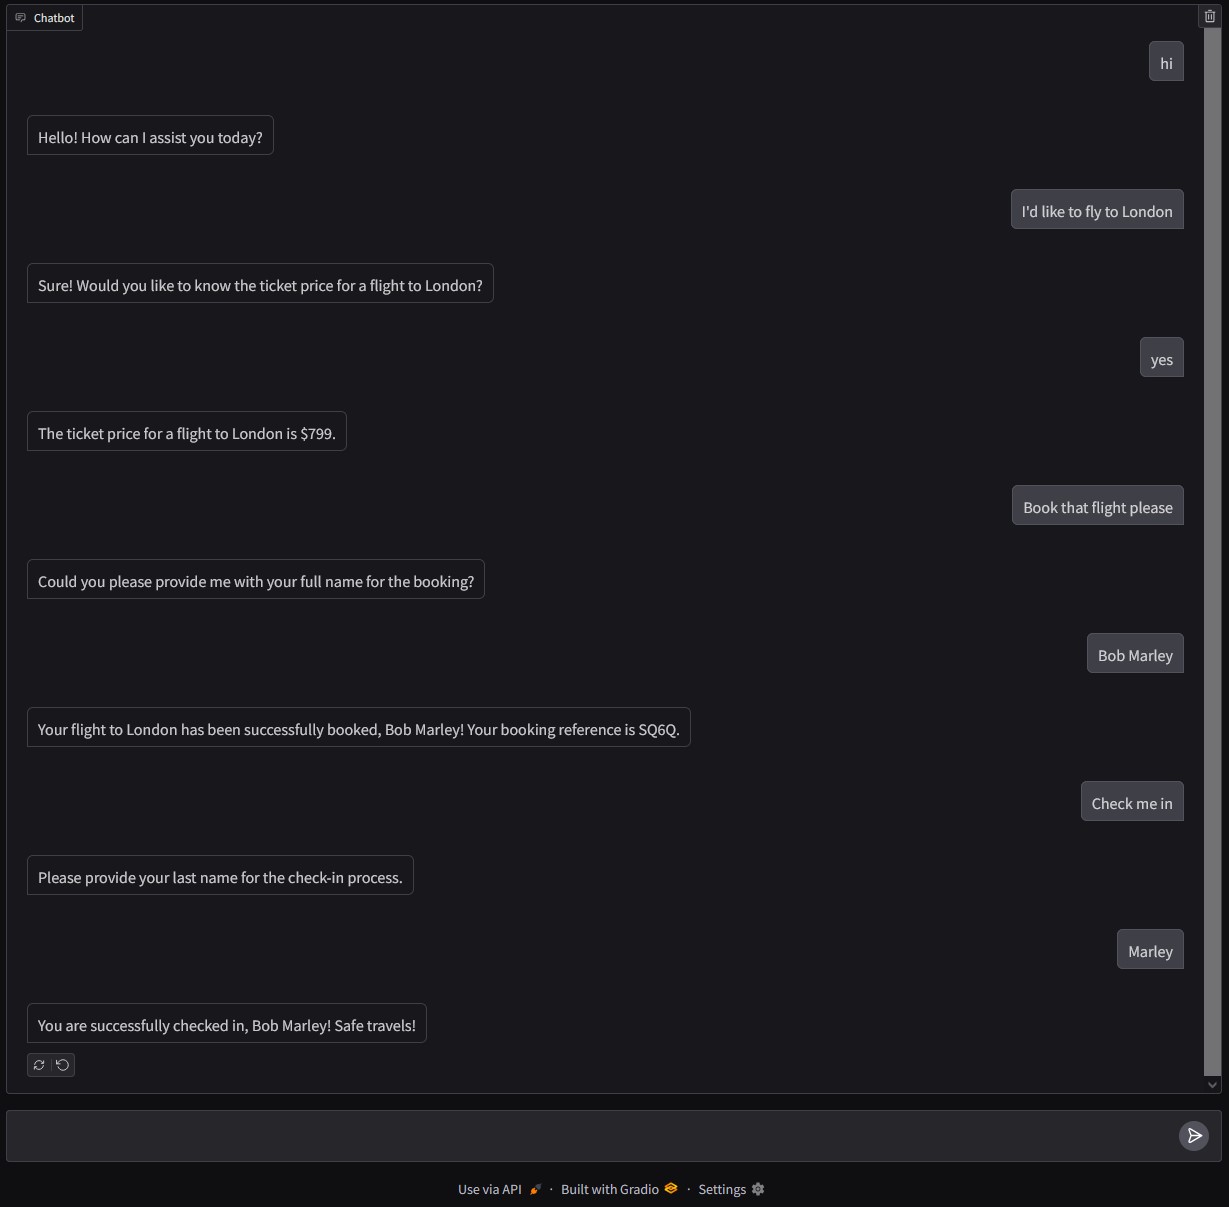 Chatbot
hi
Hello! How can I assist you today?
I'd like to fly to London
Sure! Would you like to know the ticket price for a flight to London?
yes
The ticket price for a flight to London is $799.
Book that flight please
Could you please provide me with your full name for the booking?
Bob Marley
Your flight to London has been successfully booked, Bob Marley! Your booking reference is SQ6Q.
Check me in
Please provide your last name for the check-in process.
Marley
You are successfully checked in, Bob Marley! Safe travels!
Use via API · Built with Gradio · Settings